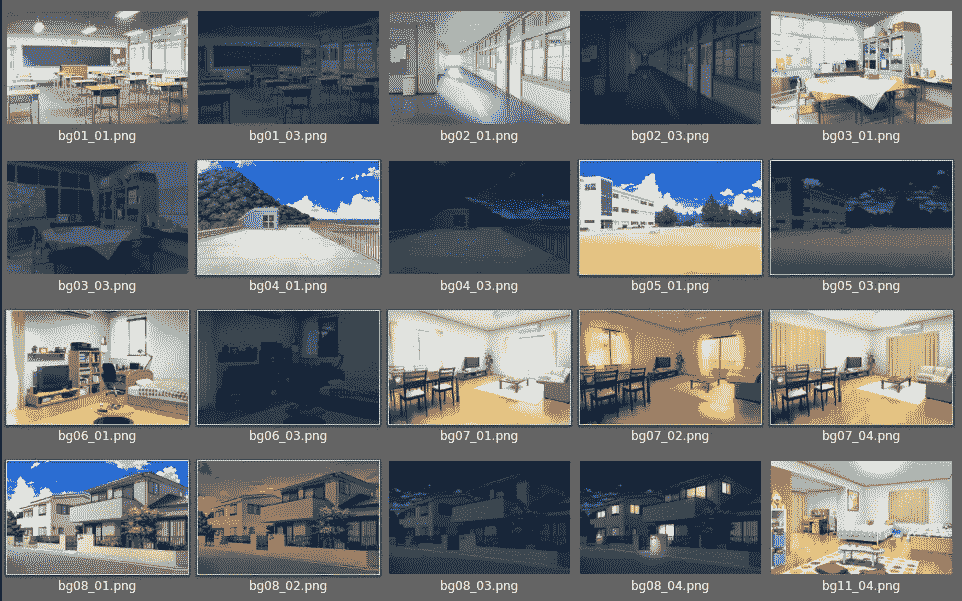 bg01_01.png
bg01_03.png
bg02_01.png
bg02_03.png
bg03_01.png
bg03_03.png
bg04_01.png
bg04_03.png
bg05_01.png
bg05_03.png
bg06_01.png
bg06_03.png
bg07_01.png
bg07_02.png
bg07_04.png
bg08_01.png
bg08_02.png
bg08_03.png
bg08_04.png
bg11_04.png